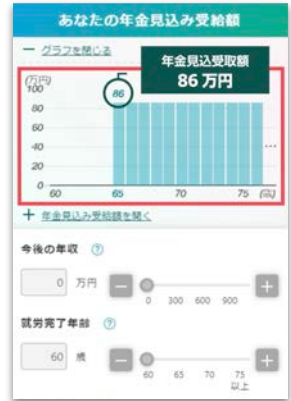 あなたの年金見込み受給額
グラフを閉じる
年金見込受取額
86 万円
(万円)
100
86
80
60
40
20
0
60 65 70 75 (歳)
...
年金見込み受給額を開く
今後の年収 ?
0 万円
0 300 600 900
就労完了年齢 ?
60 歳
60 65 70 75
以上